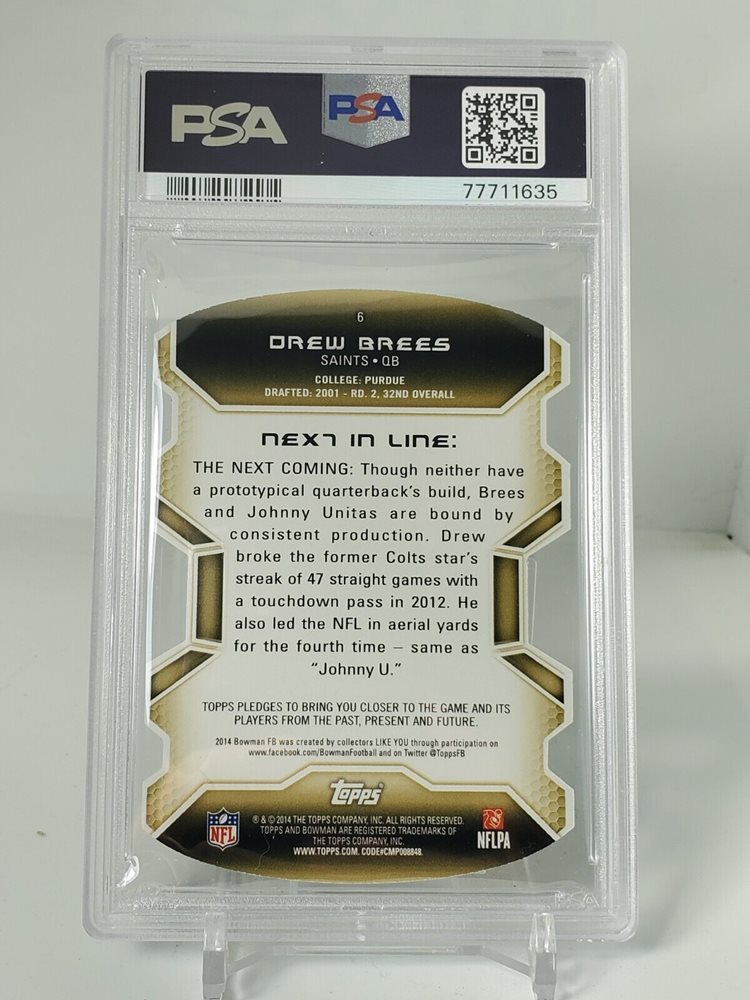 PSA
PSA
77711635
6
DREW BREES
SAINTS • QB
COLLEGE: PURDUE
DRAFTED: 2001 - RD. 2, 32ND OVERALL
NEXT IN LINE:
THE NEXT COMING: Though neither have
a prototypical quarterback's build, Brees
and Johnny Unitas are bound by
consistent production. Drew
broke the former Colts star's
streak of 47 straight games with
a touchdown pass in 2012. He
also led the NFL in aerial yards
for the fourth time – same as
"Johnny U."
TOPPS PLEDGES TO BRING YOU CLOSER TO THE GAME AND ITS
PLAYERS FROM THE PAST, PRESENT AND FUTURE.
2014 Bowman FB was created by collectors LIKE YOU through participation on
www.facebook.com/BowmanFootball and on Twitter @ToppsFB
Topps
® & © 2014 THE TOPPS COMPANY, INC. ALL RIGHTS RESERVED.
TOPPS AND BOWMAN ARE REGISTERED TRADEMARKS OF
THE TOPPS COMPANY, INC.
WWW.TOPPS.COM. CODE#CMP008848.
NFL
NFLPA
PSA